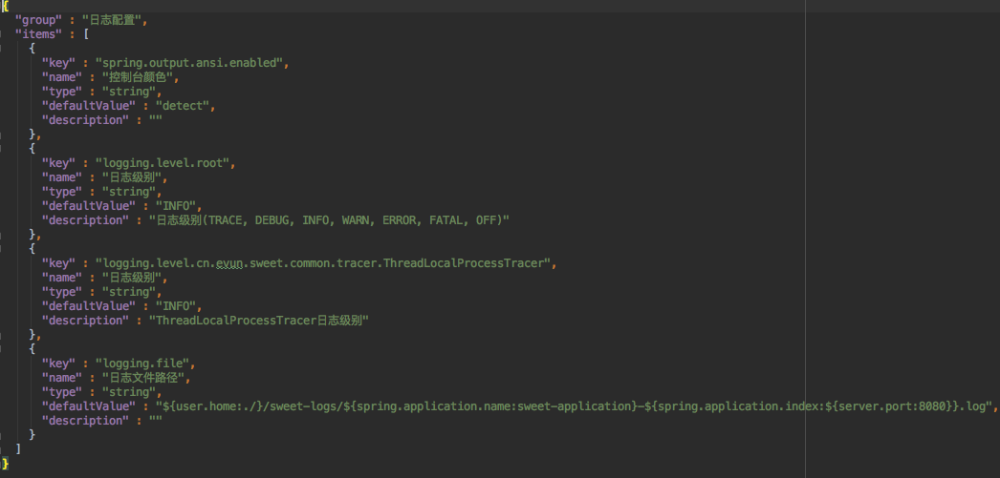 {
  "group" : "日志配置",
  "items" : [
    {
      "key" : "spring.output.ansi.enabled",
      "name" : "控制台颜色",
      "type" : "string",
      "defaultValue" : "detect",
      "description" : ""
    },
    {
      "key" : "logging.level.root",
      "name" : "日志级别",
      "type" : "string",
      "defaultValue" : "INFO",
      "description" : "日志级别(TRACE, DEBUG, INFO, WARN, ERROR, FATAL, OFF)"
    },
    {
      "key" : "logging.level.cn.evun.sweet.common.tracer.ThreadLocalProcessTracer",
      "name" : "日志级别",
      "type" : "string",
      "defaultValue" : "INFO",
      "description" : "ThreadLocalProcessTracer日志级别"
    },
    {
      "key" : "logging.file",
      "name" : "日志文件路径",
      "type" : "string",
      "defaultValue" : "${user.home:./}/sweet-logs/${spring.application.name:sweet-application}-${spring.application.index:${server.port:8080}}.log",
      "description" : ""
    }
  ]
}